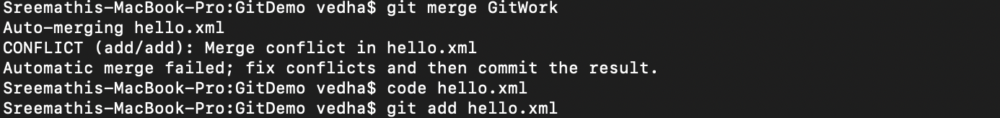 Sreemathis-MacBook-Pro:GitDemo vedha$ git merge GitWork
Auto-merging hello.xml
CONFLICT (add/add): Merge conflict in hello.xml
Automatic merge failed; fix conflicts and then commit the result.
Sreemathis-MacBook-Pro:GitDemo vedha$ code hello.xml
Sreemathis-MacBook-Pro:GitDemo vedha$ git add hello.xml